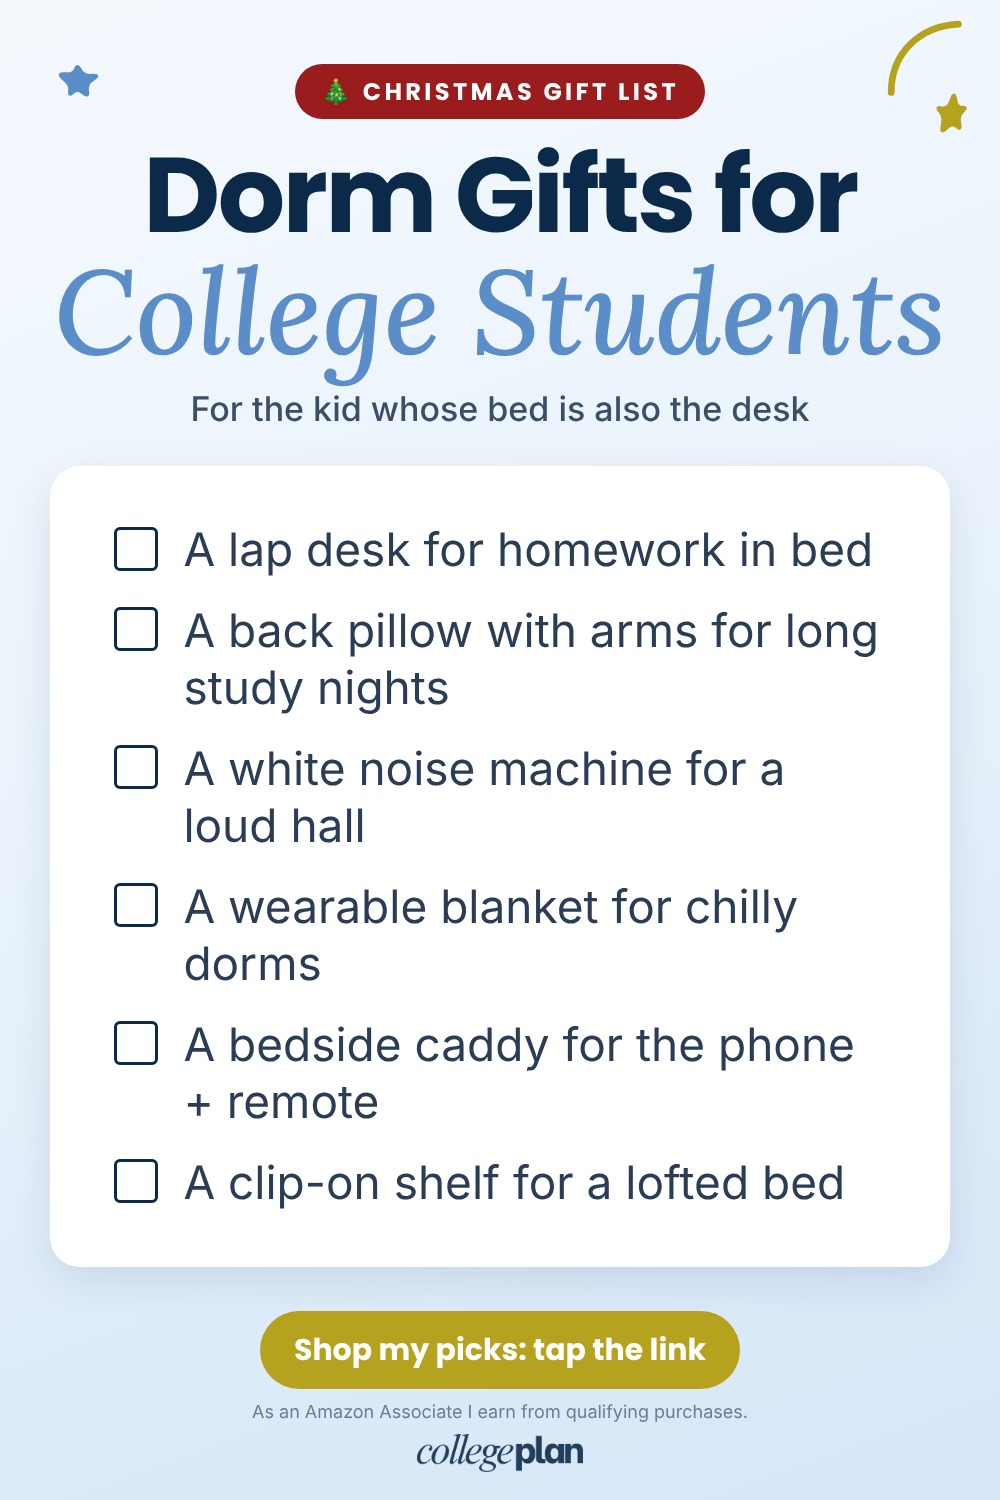 🎄 CHRISTMAS GIFT LIST
Dorm Gifts for
College Students
For the kid whose bed is also the desk
A lap desk for homework in bed
A back pillow with arms for long
study nights
A white noise machine for a
loud hall
A wearable blanket for chilly
dorms
A bedside caddy for the phone
+ remote
A clip-on shelf for a lofted bed
Shop my picks: tap the link
As an Amazon Associate I earn from qualifying purchases.
collegeplan